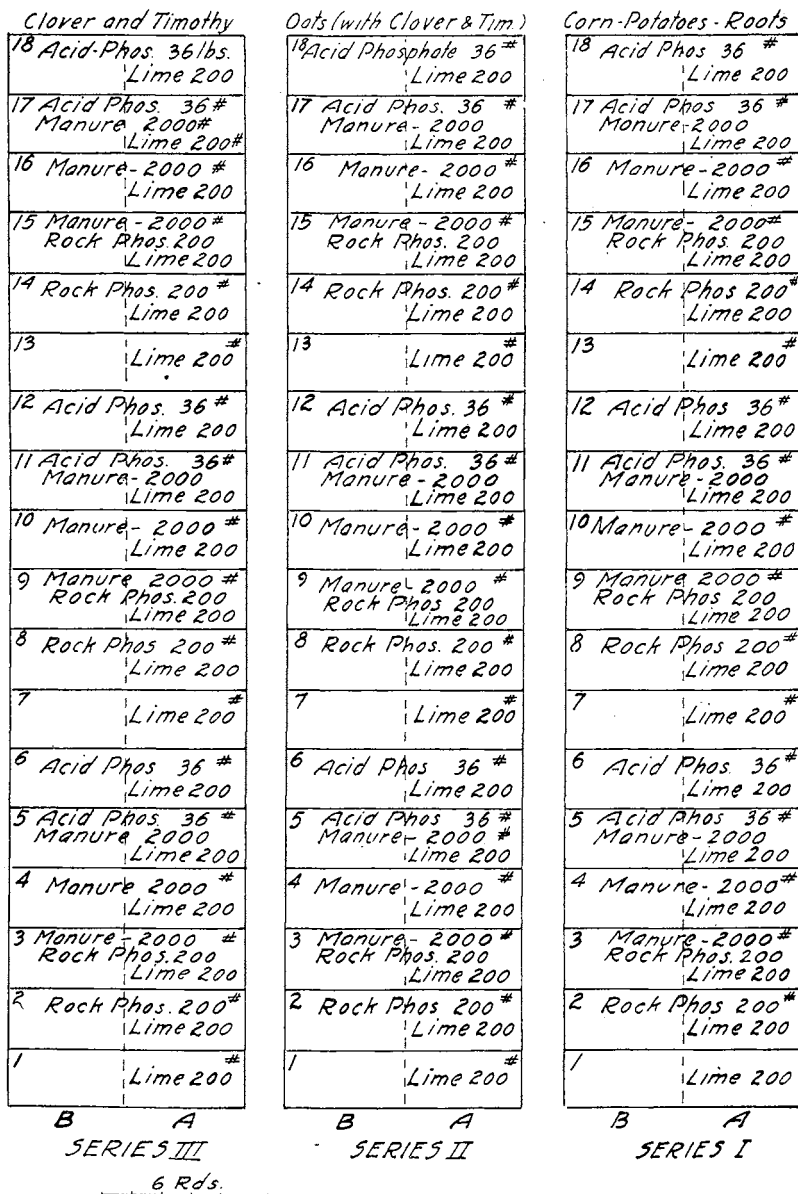 Clover and Timothy
18 Acid-Phos. 36 lbs.
Lime 200
17 Acid Phos. 36#
Manure 2000#
Lime 200#
16 Manure-2000 #
Lime 200
15 Manure-2000#
Rock Phos. 200
Lime 200
14 Rock Phos. 200 #
Lime 200
13 #
Lime 200
12 Acid Phos. 36 #
Lime 200
11 Acid Phos. 36#
Manure-2000
Lime 200
10 Manure-2000 #
Lime 200
9 Manure 2000 #
Rock Phos. 200
Lime 200
8 Rock Phos 200 #
Lime 200
7 #
Lime 200
6 Acid Phos 36 #
Lime 200
5 Acid Phos. 36 #
Manure 2000
Lime 200
4 Manure 2000 #
Lime 200
3 Manure-2000 #
Rock Phos. 200
Lime 200
2 Rock Phos. 200#
Lime 200
1 #
Lime 200
B A
SERIES III
6 Rds.
Oats (with Clover & Tim.)
18 Acid Phosphate 36 #
Lime 200
17 Acid Phos. 36 #
Manure-2000
Lime 200
16 Manure-2000 #
Lime 200
15 Manure-2000 #
Rock Phos. 200
Lime 200
14 Rock Phos. 200 #
Lime 200
13 #
Lime 200
12 Acid Phos. 36 #
Lime 200
11 Acid Phos. 36 #
Manure-2000
Lime 200
10 Manure-2000 #
Lime 200
9 Manure-2000 #
Rock Phos 200
Lime 200
8 Rock Phos. 200 #
Lime 200
7 #
Lime 200
6 Acid Phos 36 #
Lime 200
5 Acid Phos 36 #
Manure-2000 #
Lime 200
4 Manure-2000 #
Lime 200
3 Manure-2000 #
Rock Phos. 200
Lime 200
2 Rock Phos 200 #
Lime 200
1 #
Lime 200
B A
SERIES II
Corn-Potatoes-Roots
18 Acid Phos 36 #
Lime 200
17 Acid Phos 36 #
Manure-2000
Lime 200
16 Manure-2000 #
Lime 200
15 Manure-2000#
Rock Phos. 200
Lime 200
14 Rock Phos 200#
Lime 200
13 #
Lime 200
12 Acid Phos 36#
Lime 200
11 Acid Phos. 36 #
Manure-2000
Lime 200
10 Manure-2000 #
Lime 200
9 Manure 2000 #
Rock Phos 200
Lime 200
8 Rock Phos 200 #
Lime 200
7 #
Lime 200
6 Acid Phos. 36 #
Lime 200
5 Acid Phos 36 #
Manure-2000
Lime 200
4 Manure-2000 #
Lime 200
3 Manure-2000 #
Rock Phos. 200
Lime 200
2 Rock Phos 200 #
Lime 200
1
Lime 200
B A
SERIES I